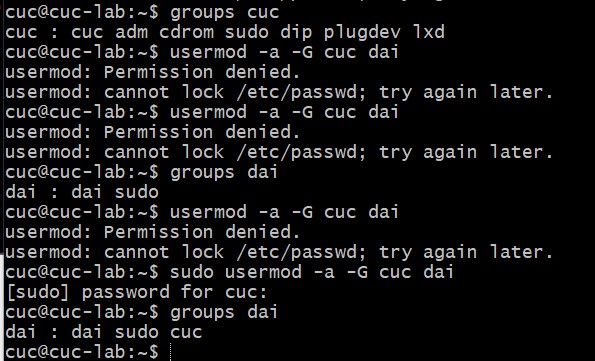 cuc@cuc-lab:~$ groups cuc
cuc : cuc adm cdrom sudo dip plugdev lxd
cuc@cuc-lab:~$ usermod -a -G cuc dai
usermod: Permission denied.
usermod: cannot lock /etc/passwd; try again later.
cuc@cuc-lab:~$ usermod -a -G cuc dai
usermod: Permission denied.
usermod: cannot lock /etc/passwd; try again later.
cuc@cuc-lab:~$ groups dai
dai : dai sudo
cuc@cuc-lab:~$ usermod -a -G cuc dai
usermod: Permission denied.
usermod: cannot lock /etc/passwd; try again later.
cuc@cuc-lab:~$ sudo usermod -a -G cuc dai
[sudo] password for cuc:
cuc@cuc-lab:~$ groups dai
dai : dai sudo cuc
cuc@cuc-lab:~$